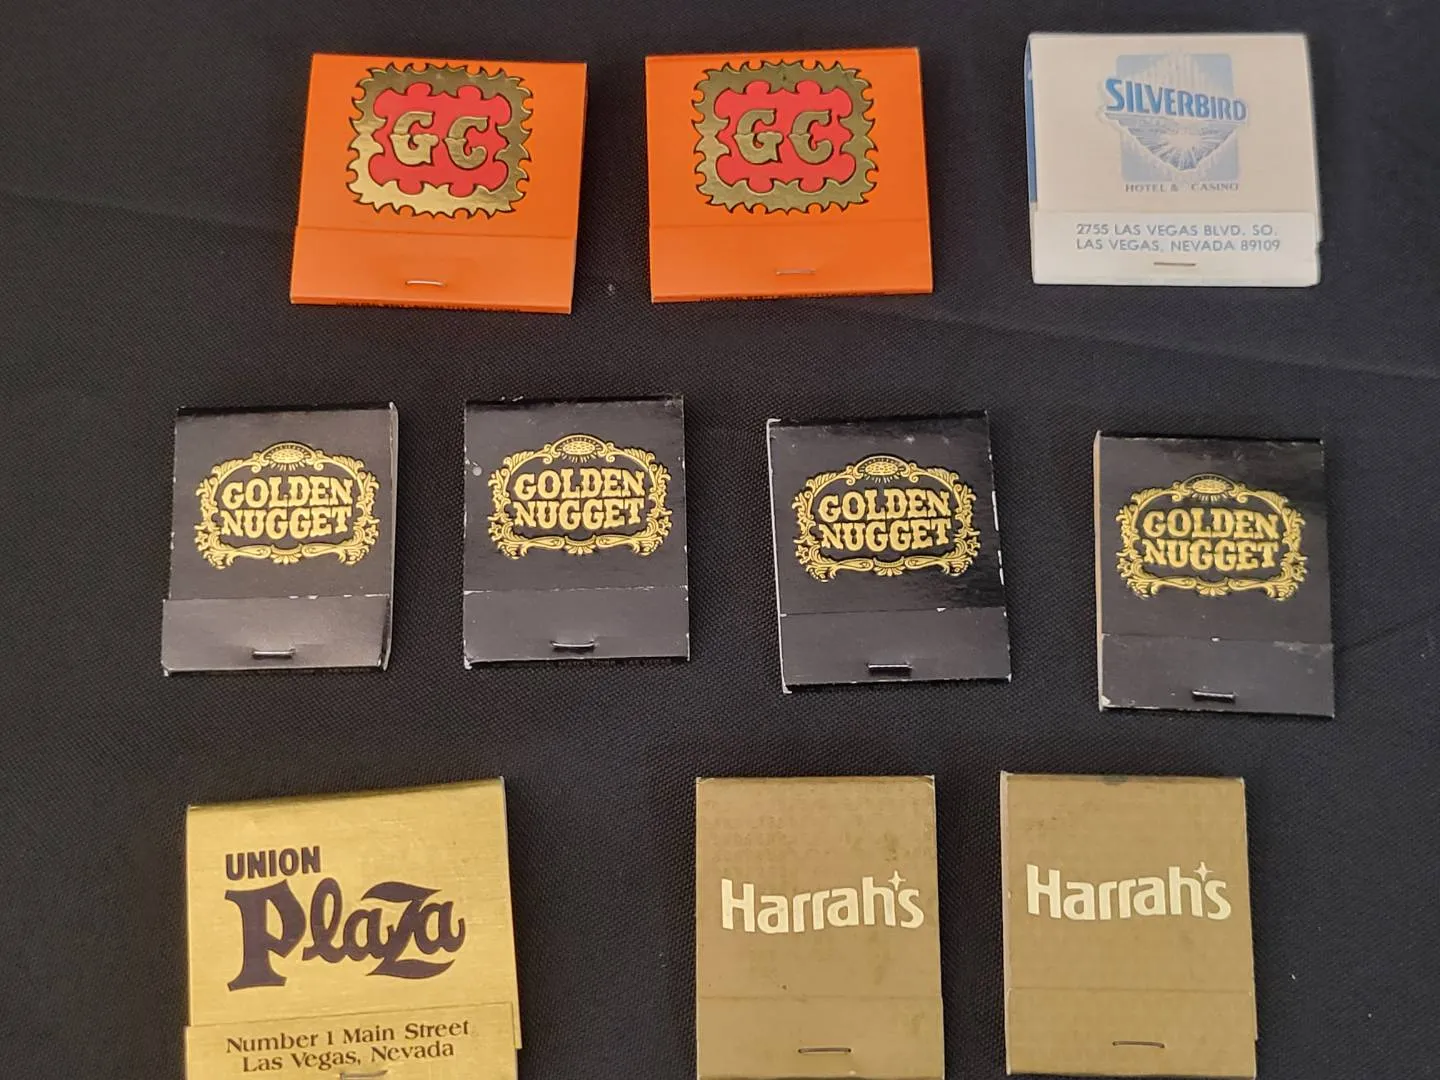 GC
GC
SILVERBIRD
HOTEL & CASINO
2755 LAS VEGAS BLVD. SO.
LAS VEGAS, NEVADA 89109
GOLDEN
NUGGET
GOLDEN
NUGGET
GOLDEN
NUGGET
GOLDEN
NUGGET
UNION
Plaza
Number 1 Main Street
Las Vegas, Nevada
Harrah's
Harrah's